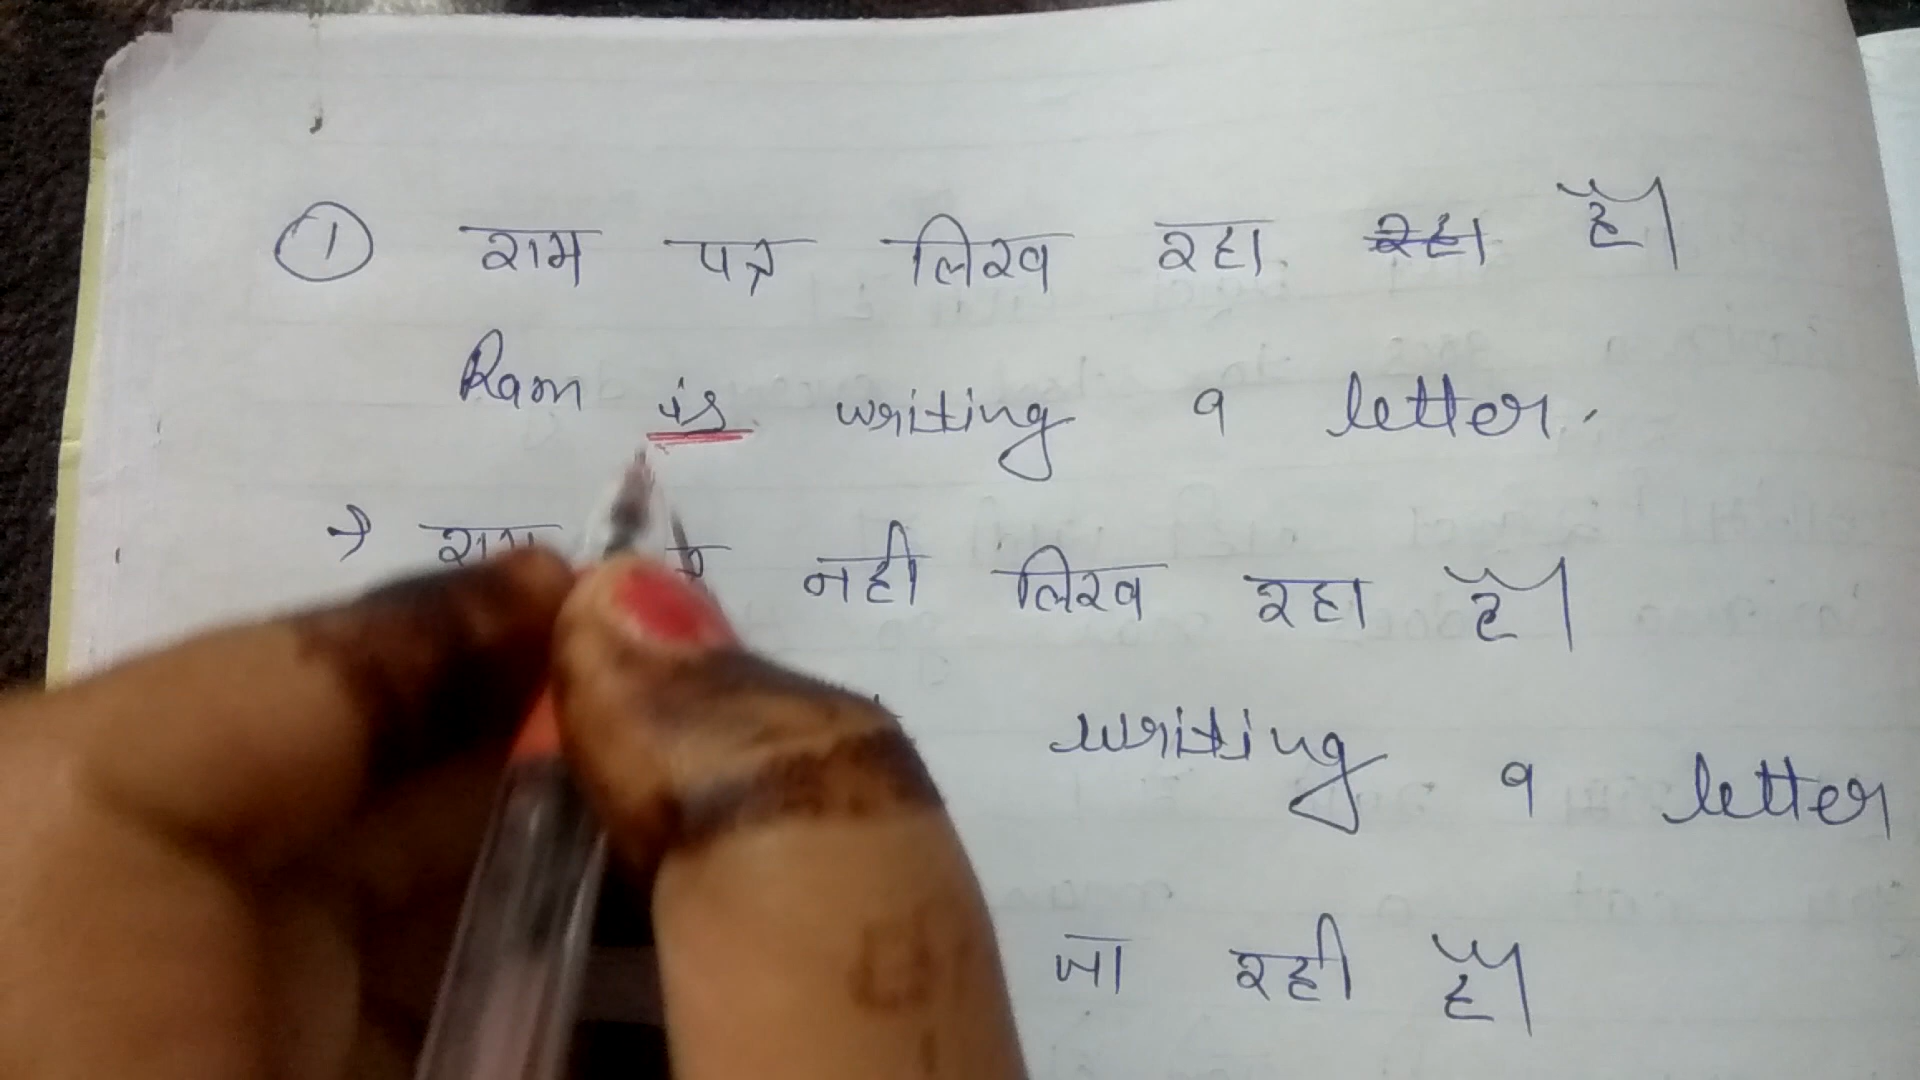 ① राम पत्र लिख रहा रहा है।
Ram is writing a letter.
→ राम नही लिख रहा है।
writing a letter
जा रही है।